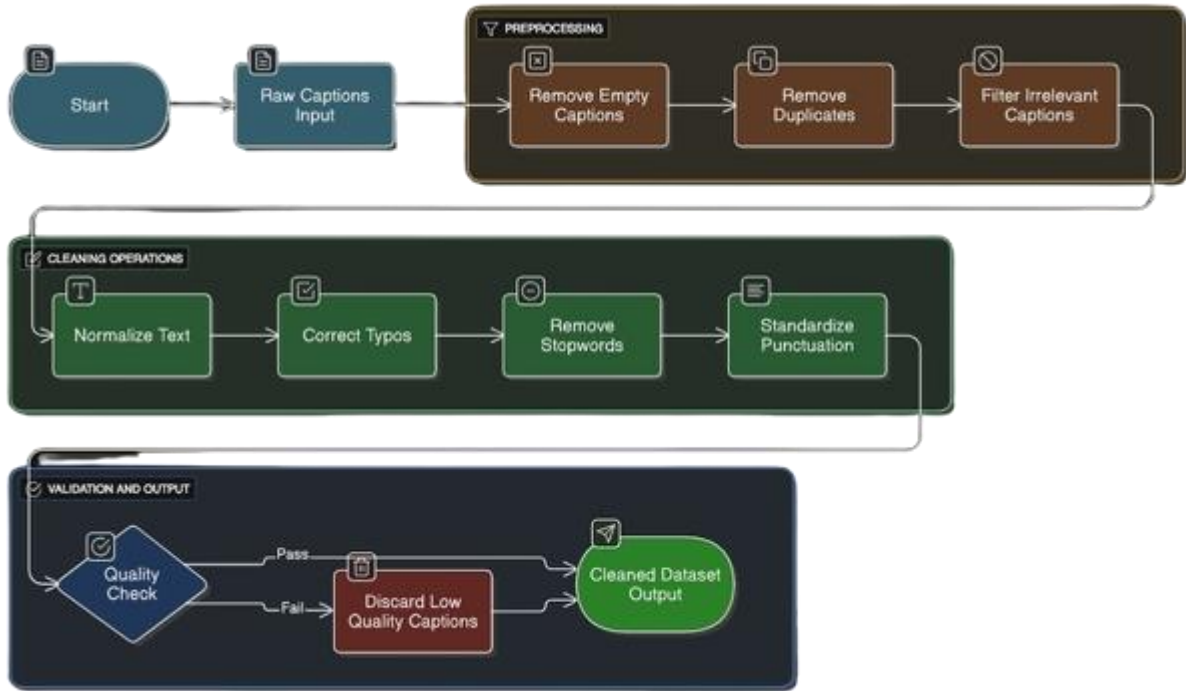 PREPROCESSING
Start
Raw Captions
Input
Remove Empty
Captions
Remove
Duplicates
Filter Irrelevant
Captions
CLEANING OPERATIONS
Normalize Text
Correct Typos
Remove
Stopwords
Standardize
Punctuation
VALIDATION AND OUTPUT
Quality
Check
Pass
Fail
Discard Low
Quality Captions
Cleaned Dataset
Output